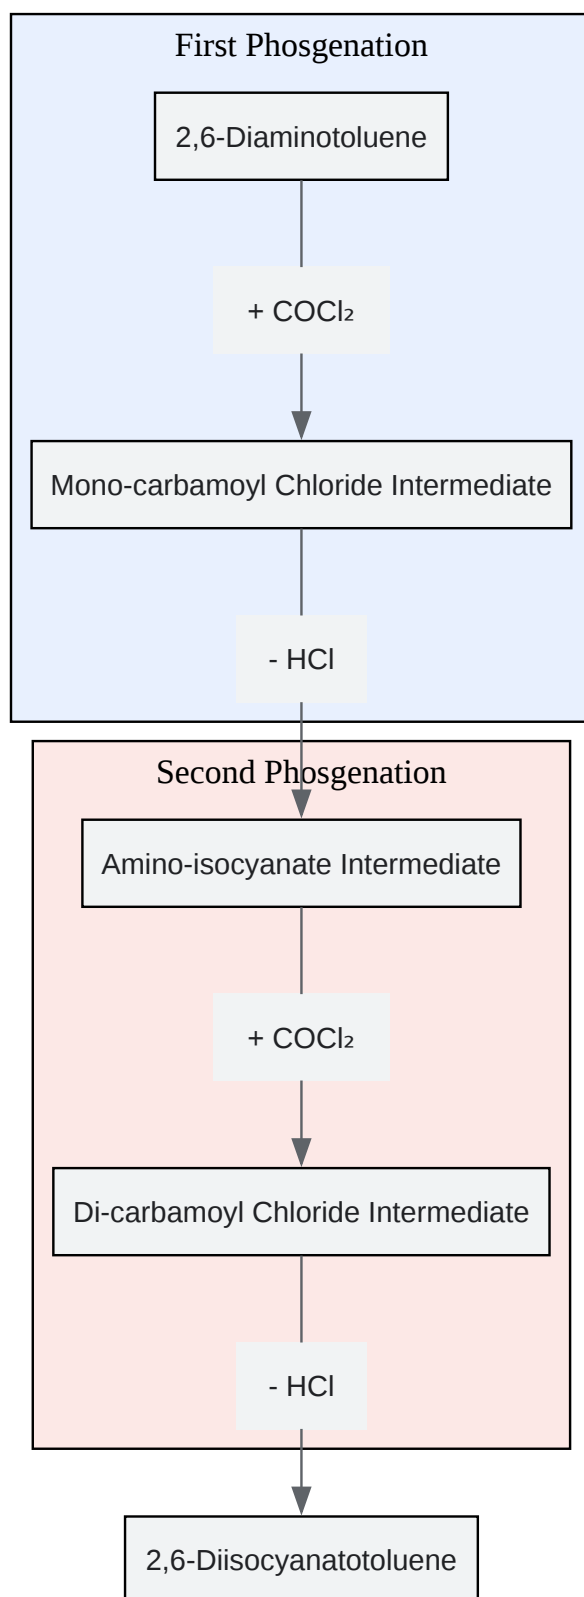 First Phosgenation
2,6-Diaminotoluene
+ COCl₂
Mono-carbamoyl Chloride Intermediate
- HCl
Second Phosgenation
Amino-isocyanate Intermediate
+ COCl₂
Di-carbamoyl Chloride Intermediate
- HCl
2,6-Diisocyanatotoluene